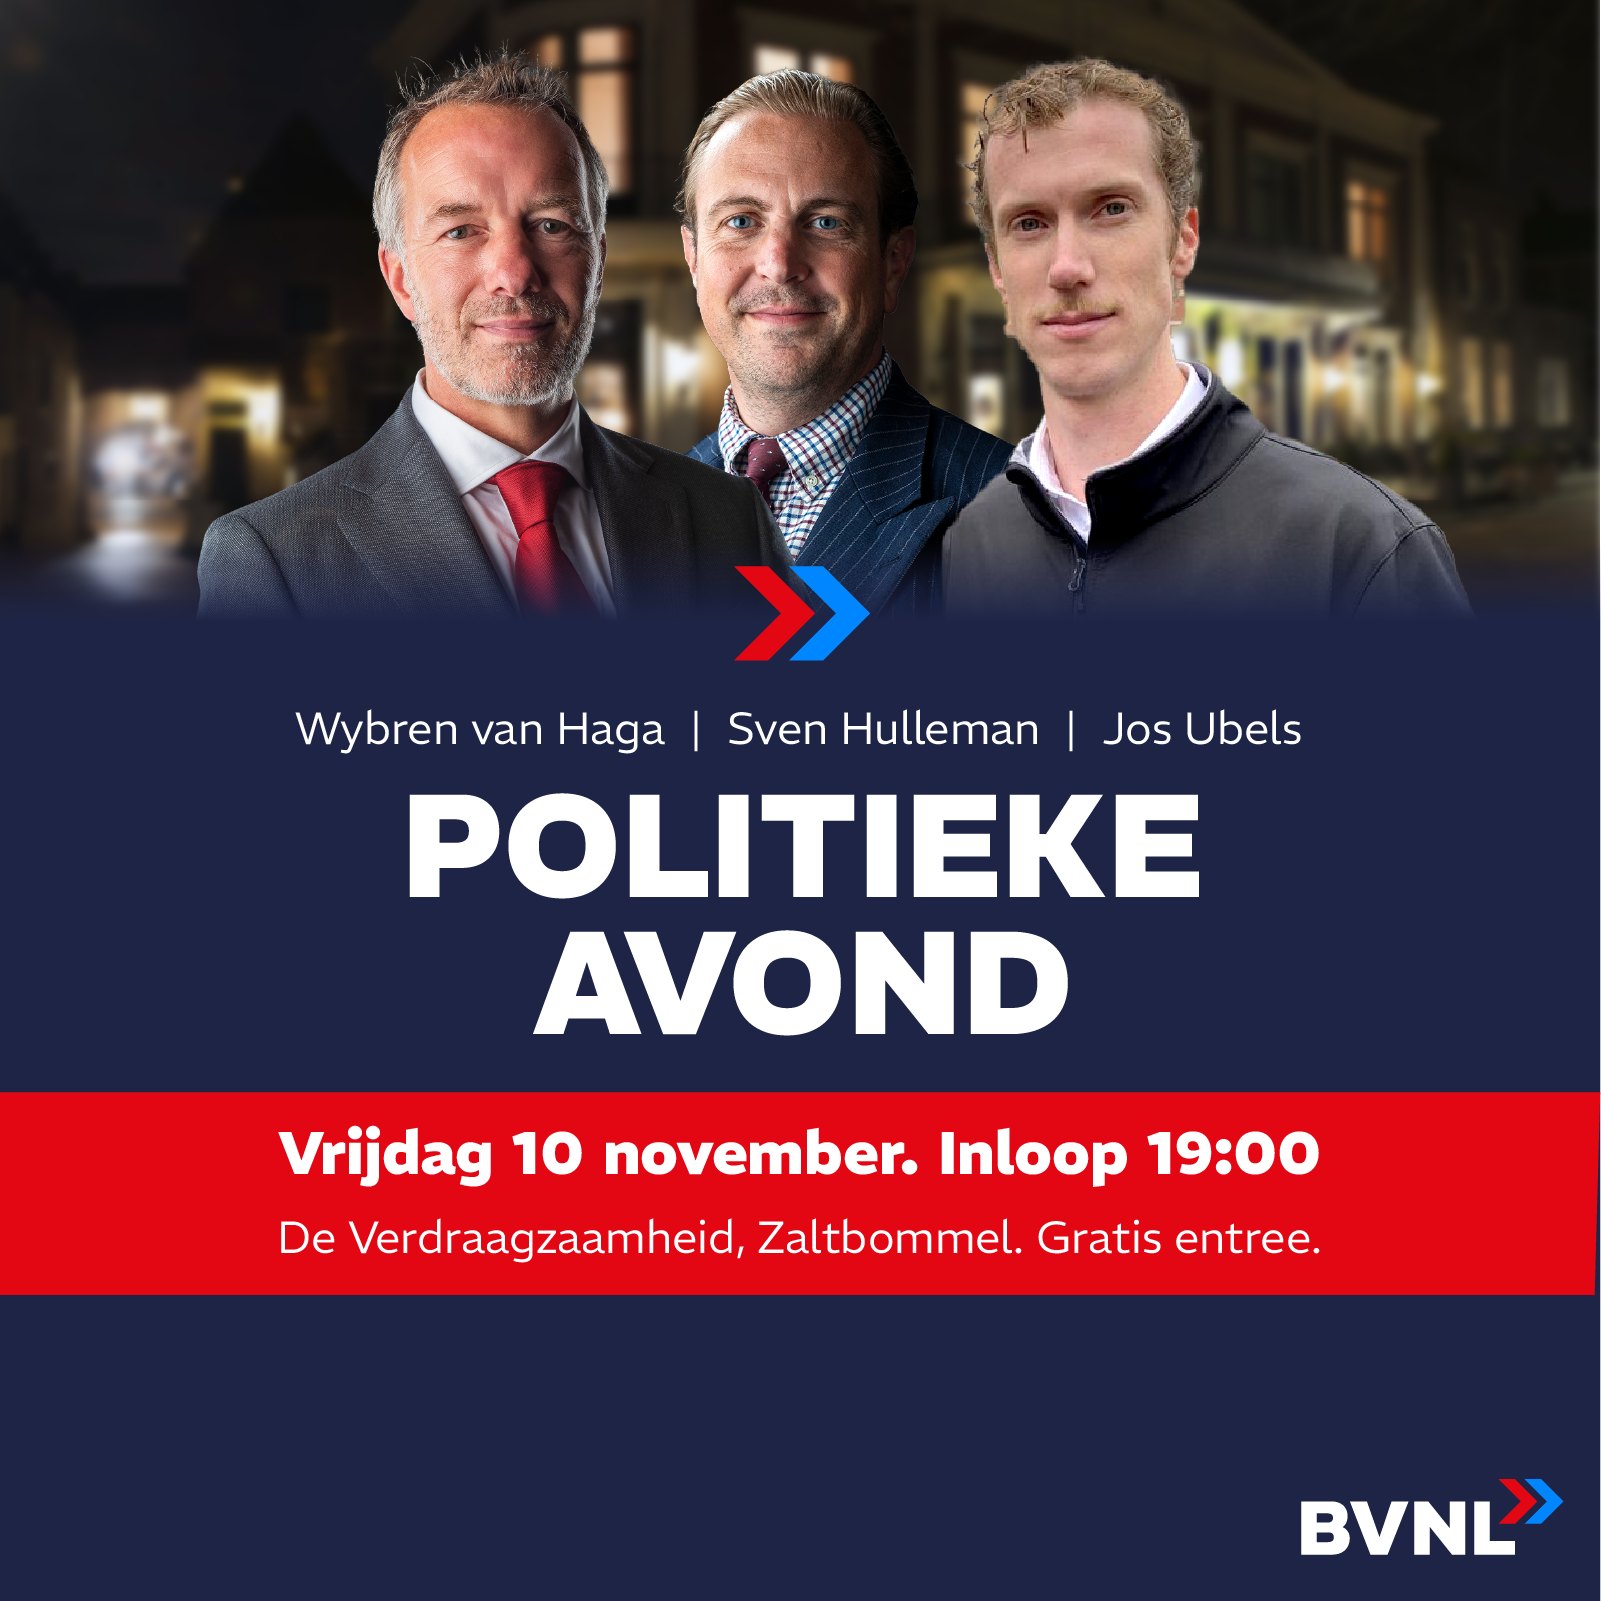 Wybren van Haga | Sven Hulleman | Jos Ubels
POLITIEKE
AVOND
Vrijdag 10 november. Inloop 19:00
De Verdraagzaamheid, Zaltbommel. Gratis entree.
BVNL